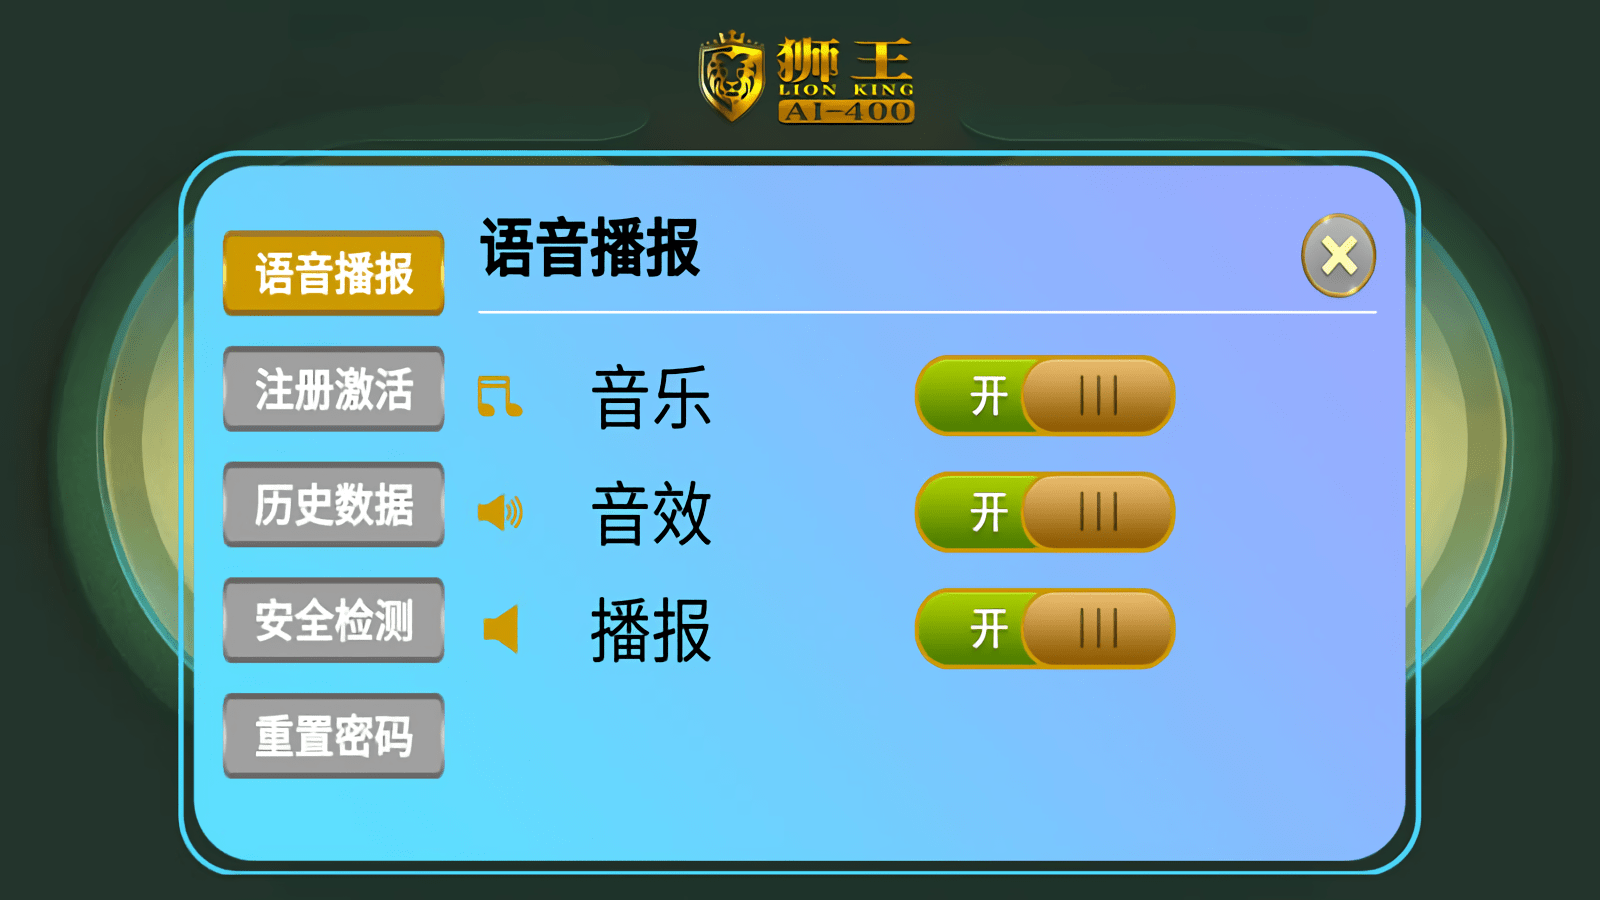 狮王
LION KING
AI-400
语音播报
注册激活
历史数据
安全检测
重置密码
语音播报
音乐 开
音效 开
播报 开